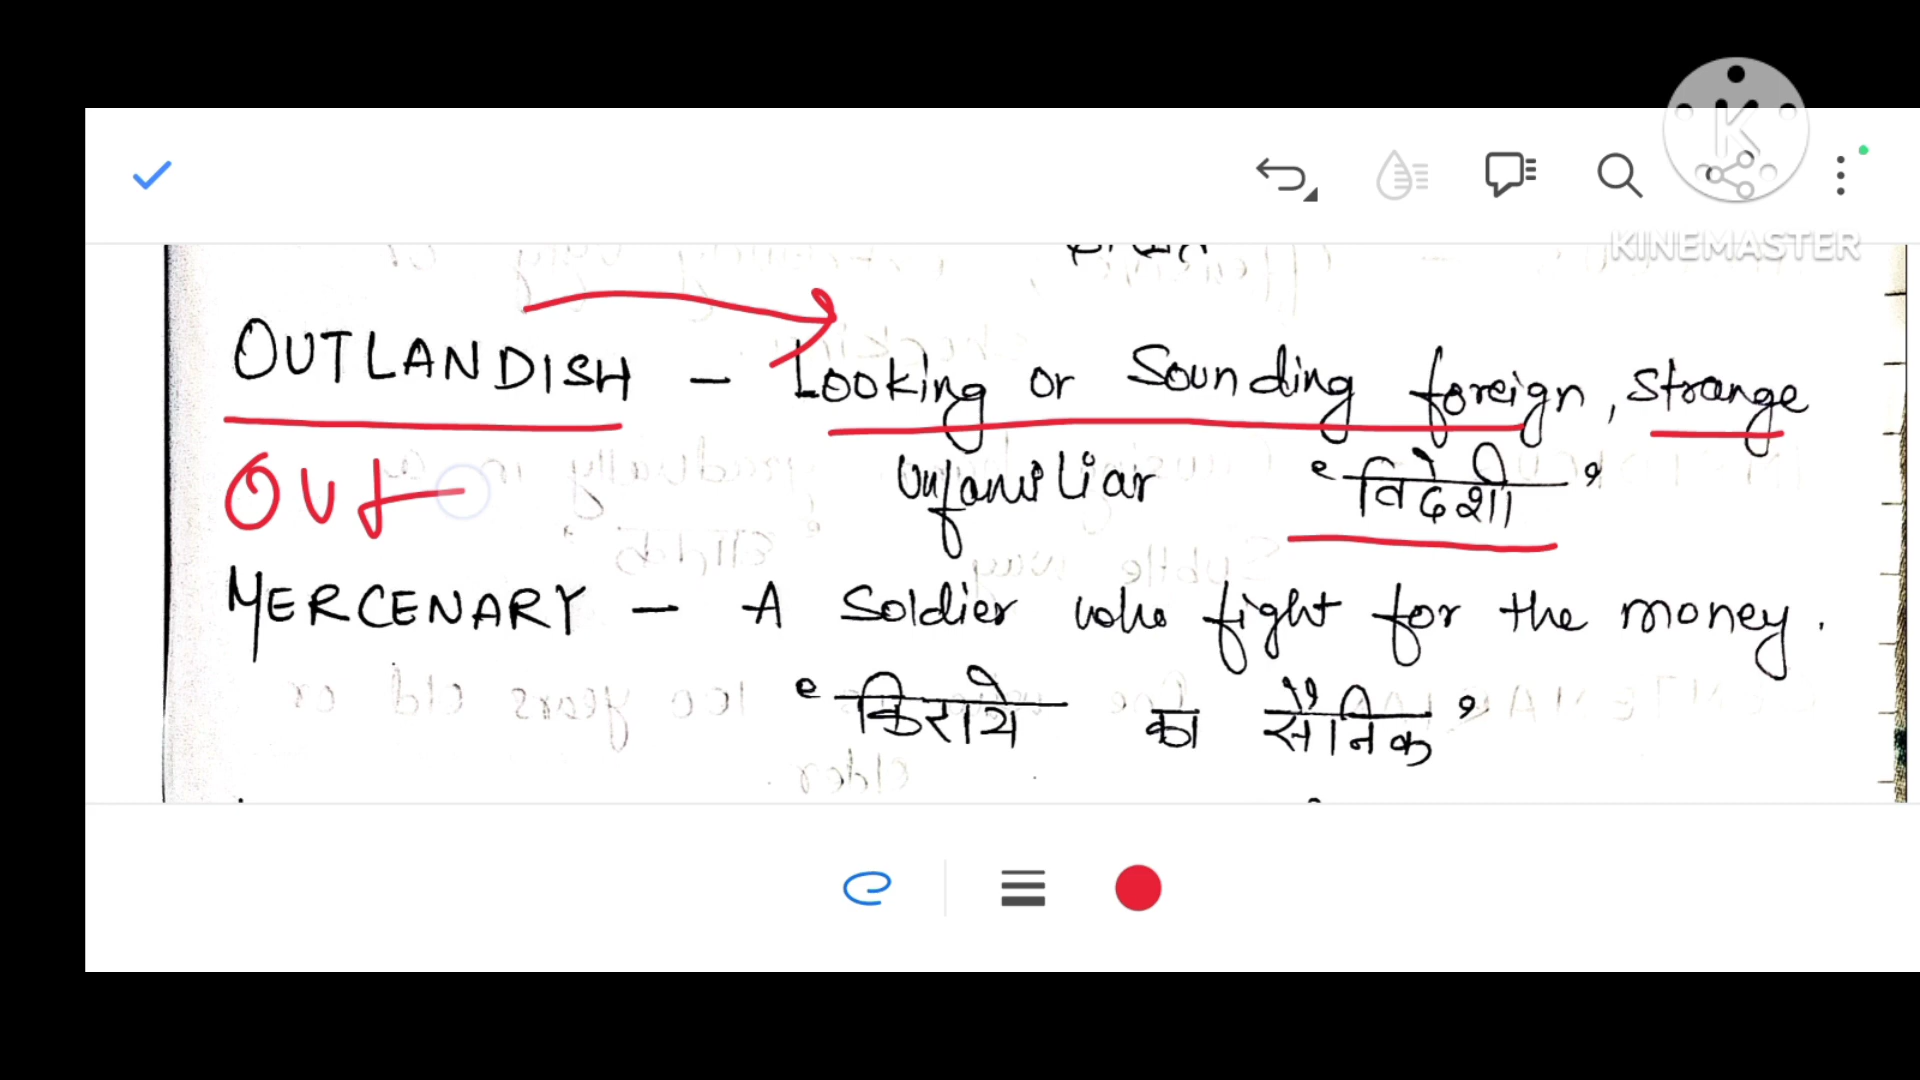 KINEMASTER
OUTLANDISH - Looking or Sounding foreign, Strange
OUT unfamiliar ‘विदेशी’
MERCENARY - A Soldier who fight for the money.
‘किराये का सैनिक’